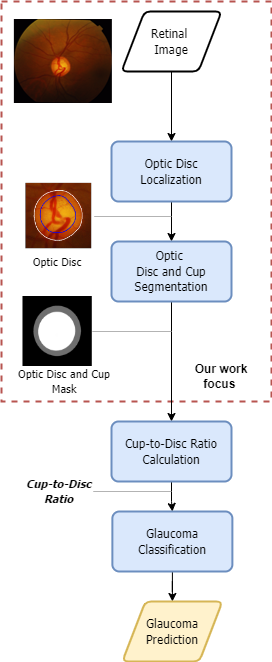 Retinal
Image
Optic Disc
Localization
Optic Disc
Optic
Disc and Cup
Segmentation
Optic Disc and Cup
Mask
Our work
focus
Cup-to-Disc Ratio
Calculation
Cup-to-Disc
Ratio
Glaucoma
Classification
Glaucoma
Prediction